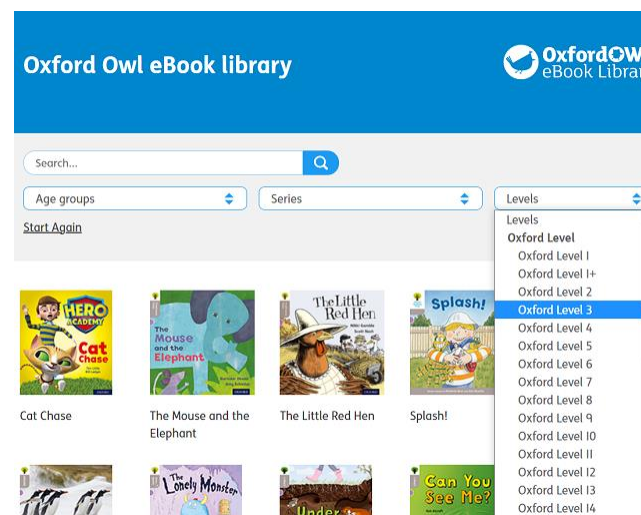 Oxford Owl eBook library
OxfordOW
eBook Librar
Search...
Age groups
Series
Levels
Start Again
Levels
Oxford Level
Oxford Level 1
Oxford Level 1+
Oxford Level 2
Oxford Level 3
Oxford Level 4
Oxford Level 5
Oxford Level 6
Oxford Level 7
Oxford Level 8
Oxford Level 9
Oxford Level 10
Oxford Level 11
Oxford Level 12
Oxford Level 13
Oxford Level 14
HERO
ACADEMY
Cat
Chase
The
Mouse
and the
Elephant
The Little
Red Hen
Splash!
Cat Chase
The Mouse and the
Elephant
The Little Red Hen
Splash!
The
Lonely Monster
Under
Can You
See Me?